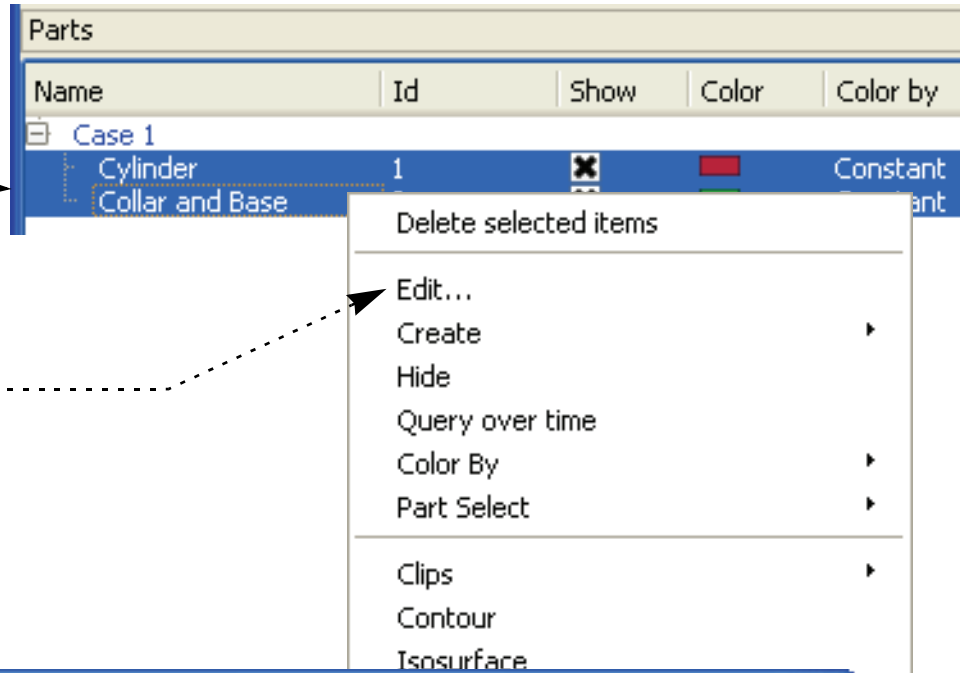 Parts
Name Id Show Color Color by
Case 1
Cylinder 1 Constant
Collar and Base ant
Delete selected items
Edit...
Create
Hide
Query over time
Color By
Part Select
Clips
Contour
Isosurface